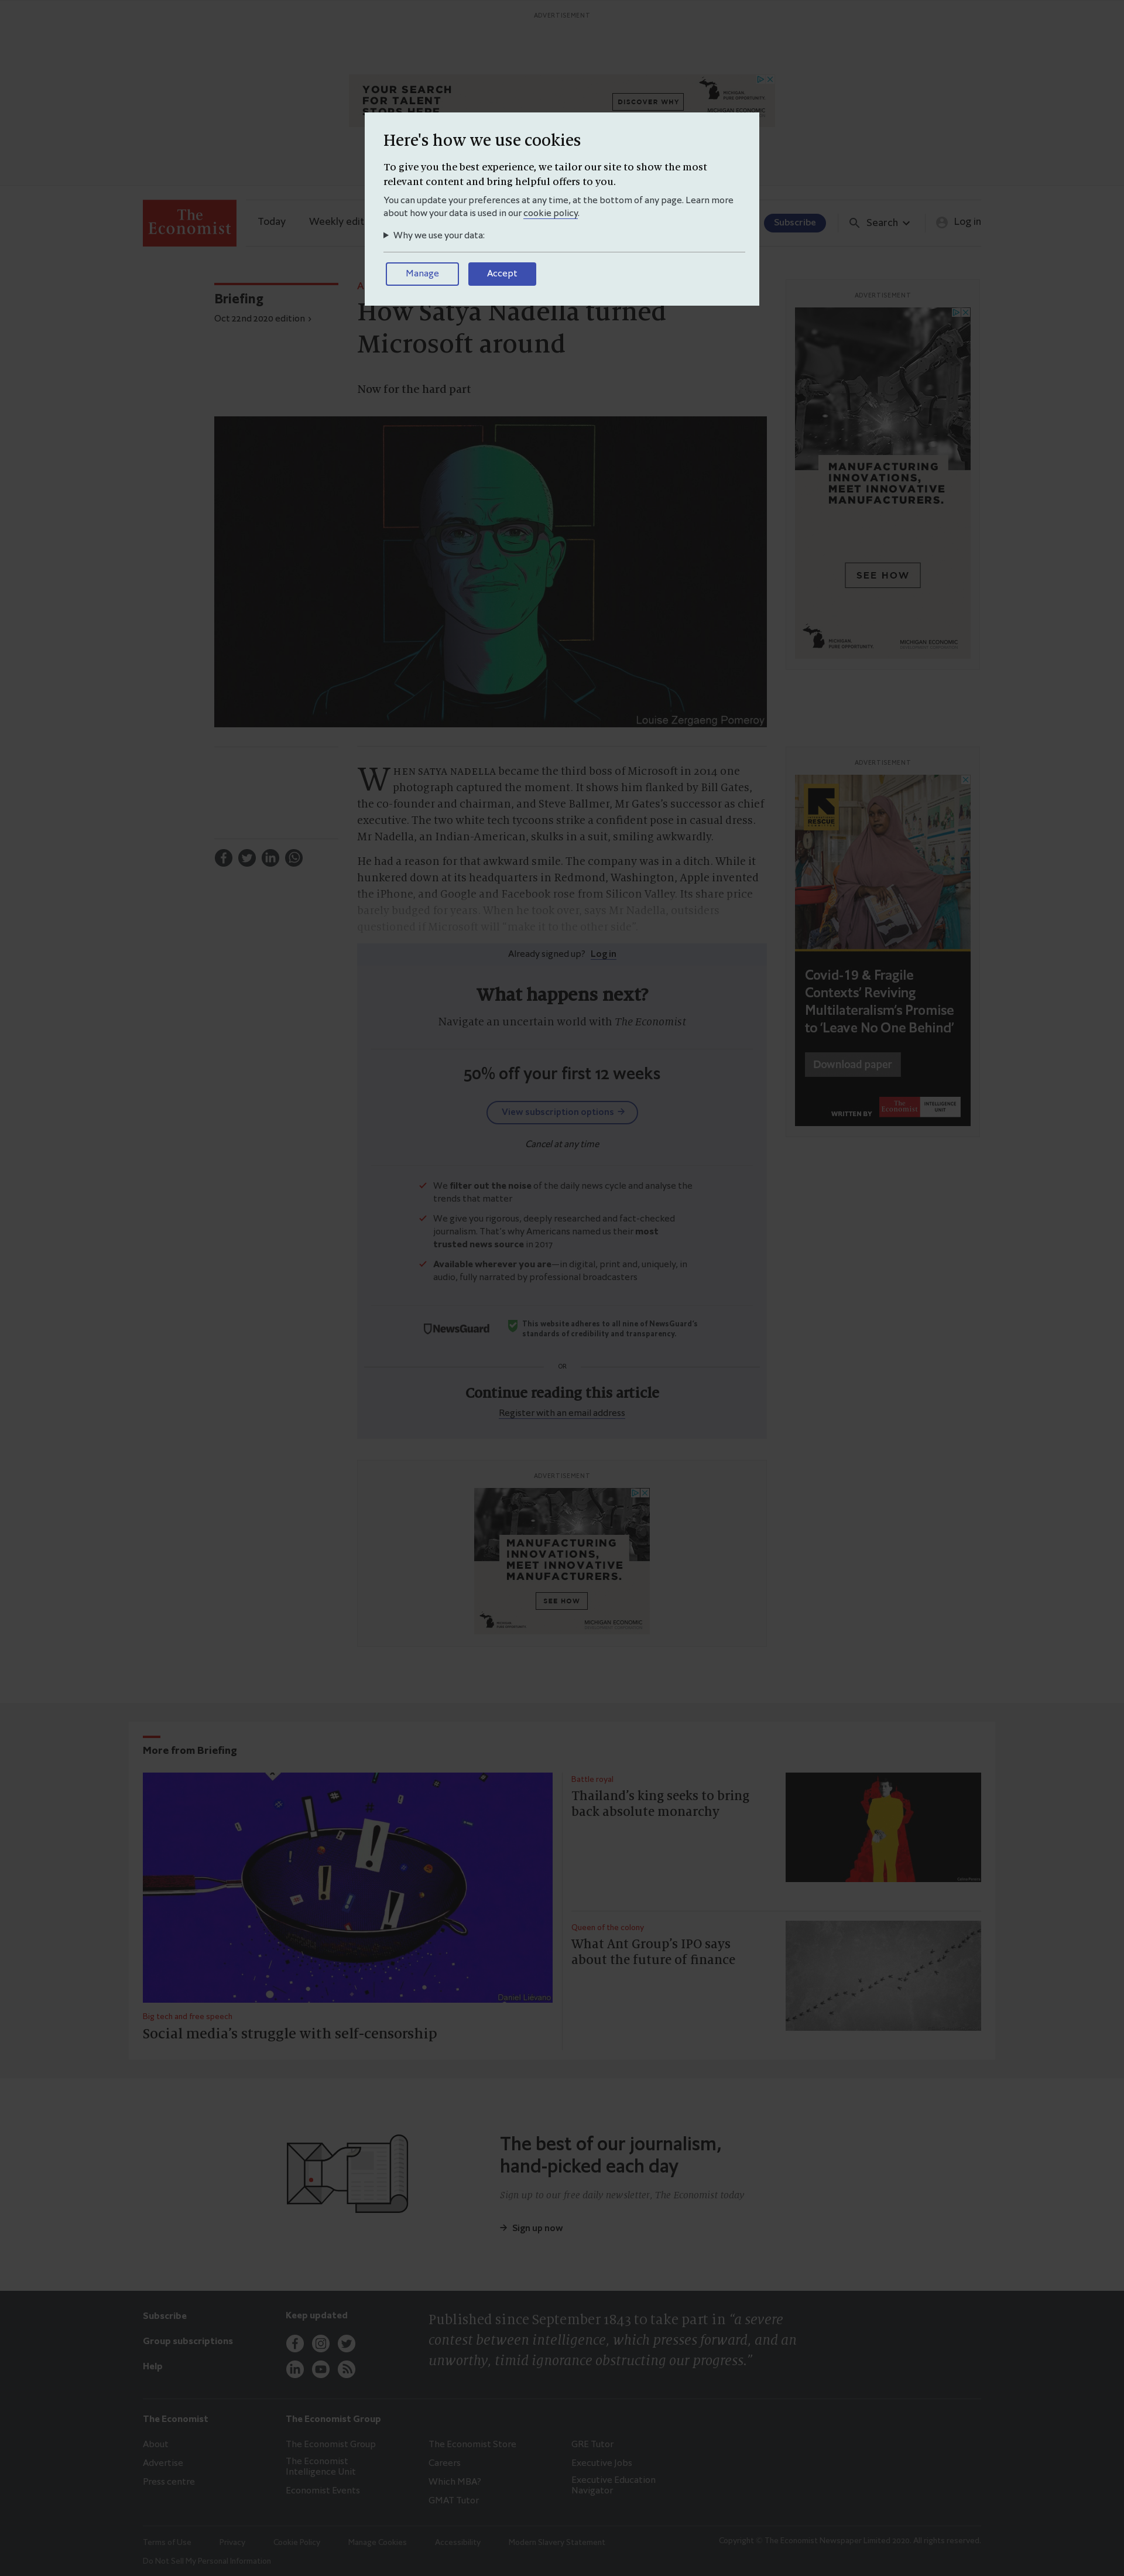 ADVERTISEMENT
YOUR SEARCH
FOR TALENT
STOPS HERE
DISCOVER WHY
MICHIGAN
PURE OPPORTUNITY
MICHIGAN ECONOMIC
Here's how we use cookies
To give you the best experience, we tailor our site to show the most
relevant content and bring helpful offers to you.
You can update your preferences at any time, at the bottom of any page. Learn more
about how your data is used in our cookie policy.
Why we use your data:
Manage
Accept
The
Economist
Today
Weekly edit
Subscribe
Search
Log in
Briefing
Oct 22nd 2020 edition
How Satya Nadella turned
Microsoft around
Now for the hard part
Louise Zergaeng Pomeroy
ADVERTISEMENT
MANUFACTURING
INNOVATIONS,
MEET INNOVATIVE
MANUFACTURERS.
SEE HOW
MICHIGAN
PURE OPPORTUNITY
MICHIGAN ECONOMIC
DEVELOPMENT CORPORATION
WHEN SATYA NADELLA became the third boss of Microsoft in 2014 one
photograph captured the moment. It shows him flanked by Bill Gates,
the co-founder and chairman, and Steve Ballmer, Mr Gates's successor as chief
executive. The two white tech tycoons strike a confident pose in casual dress.
Mr Nadella, an Indian-American, skulks in a suit, smiling awkwardly.
He had a reason for that awkward smile. The company was in a ditch. While it
hunkered down at its headquarters in Redmond, Washington, Apple invented
the iPhone, and Google and Facebook rose from Silicon Valley. Its share price
barely budged for years. When he took over, says Mr Nadella, outsiders
questioned if Microsoft will "make it to the other side".
ADVERTISEMENT
RESCUE
Covid-19 & Fragile
Contexts' Reviving
Multilateralism's Promise
to 'Leave No One Behind'
Download paper
WRITTEN BY
The
Economist
INTELLIGENCE
UNIT
Already signed up? Log in
What happens next?
Navigate an uncertain world with The Economist
50% off your first 12 weeks
View subscription options
Cancel at any time
We filter out the noise of the daily news cycle and analyse the
trends that matter
We give you rigorous, deeply researched and fact-checked
journalism. That's why Americans named us their most
trusted news source in 2017
Available wherever you are—in digital, print and, uniquely, in
audio, fully narrated by professional broadcasters
NewsGuard
This website adheres to all nine of NewsGuard's
standards of credibility and transparency.
OR
Continue reading this article
Register with an email address
ADVERTISEMENT
MANUFACTURING
INNOVATIONS,
MEET INNOVATIVE
MANUFACTURERS.
SEE HOW
MICHIGAN ECONOMIC
DEVELOPMENT CORPORATION
More from Briefing
Daniel Liévano
Big tech and free speech
Social media's struggle with self-censorship
Battle royal
Thailand's king seeks to bring
back absolute monarchy
Queen of the colony
What Ant Group's IPO says
about the future of finance
The best of our journalism,
hand-picked each day
Sign up to our free daily newsletter, The Economist today
Sign up now
Subscribe
Group subscriptions
Help
Keep updated
Published since September 1843 to take part in "a severe
contest between intelligence, which presses forward, and an
unworthy, timid ignorance obstructing our progress."
The Economist
About
Advertise
Press centre
The Economist Group
The Economist Group
The Economist
Intelligence Unit
Economist Events
The Economist Store
Careers
Which MBA?
GMAT Tutor
GRE Tutor
Executive Jobs
Executive Education
Navigator
Terms of Use
Privacy
Cookie Policy
Manage Cookies
Accessibility
Modern Slavery Statement
Do Not Sell My Personal Information
Copyright © The Economist Newspaper Limited 2020. All rights reserved.